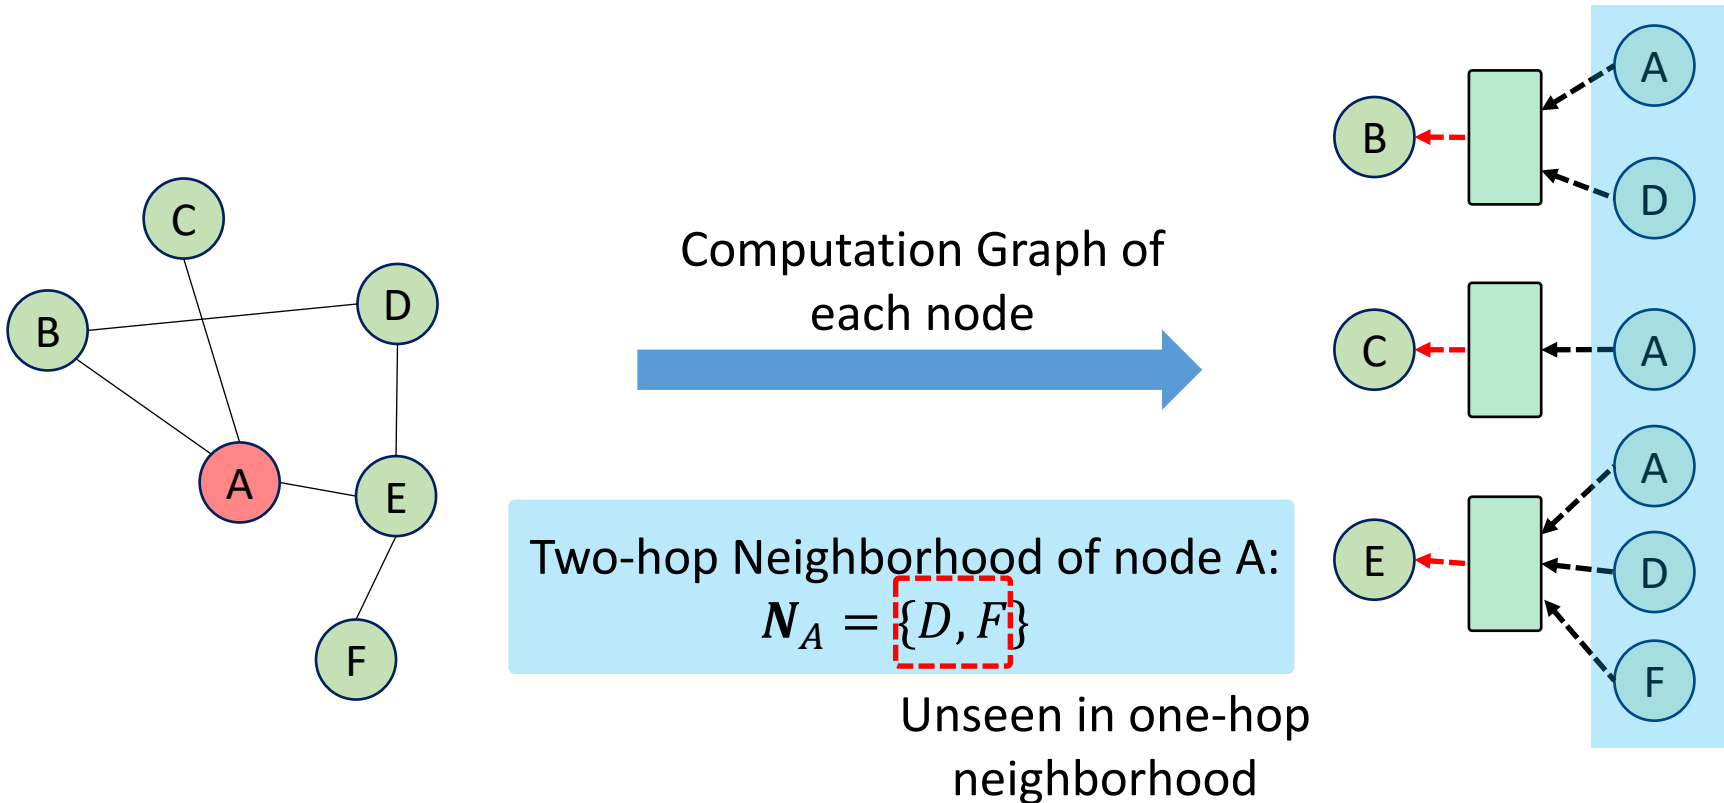 C
B
D
A
E
F
Computation Graph of
each node
Two-hop Neighborhood of node A:
𝑵_A = {D, F}
Unseen in one-hop
neighborhood
B
A
D
C
A
E
A
D
F